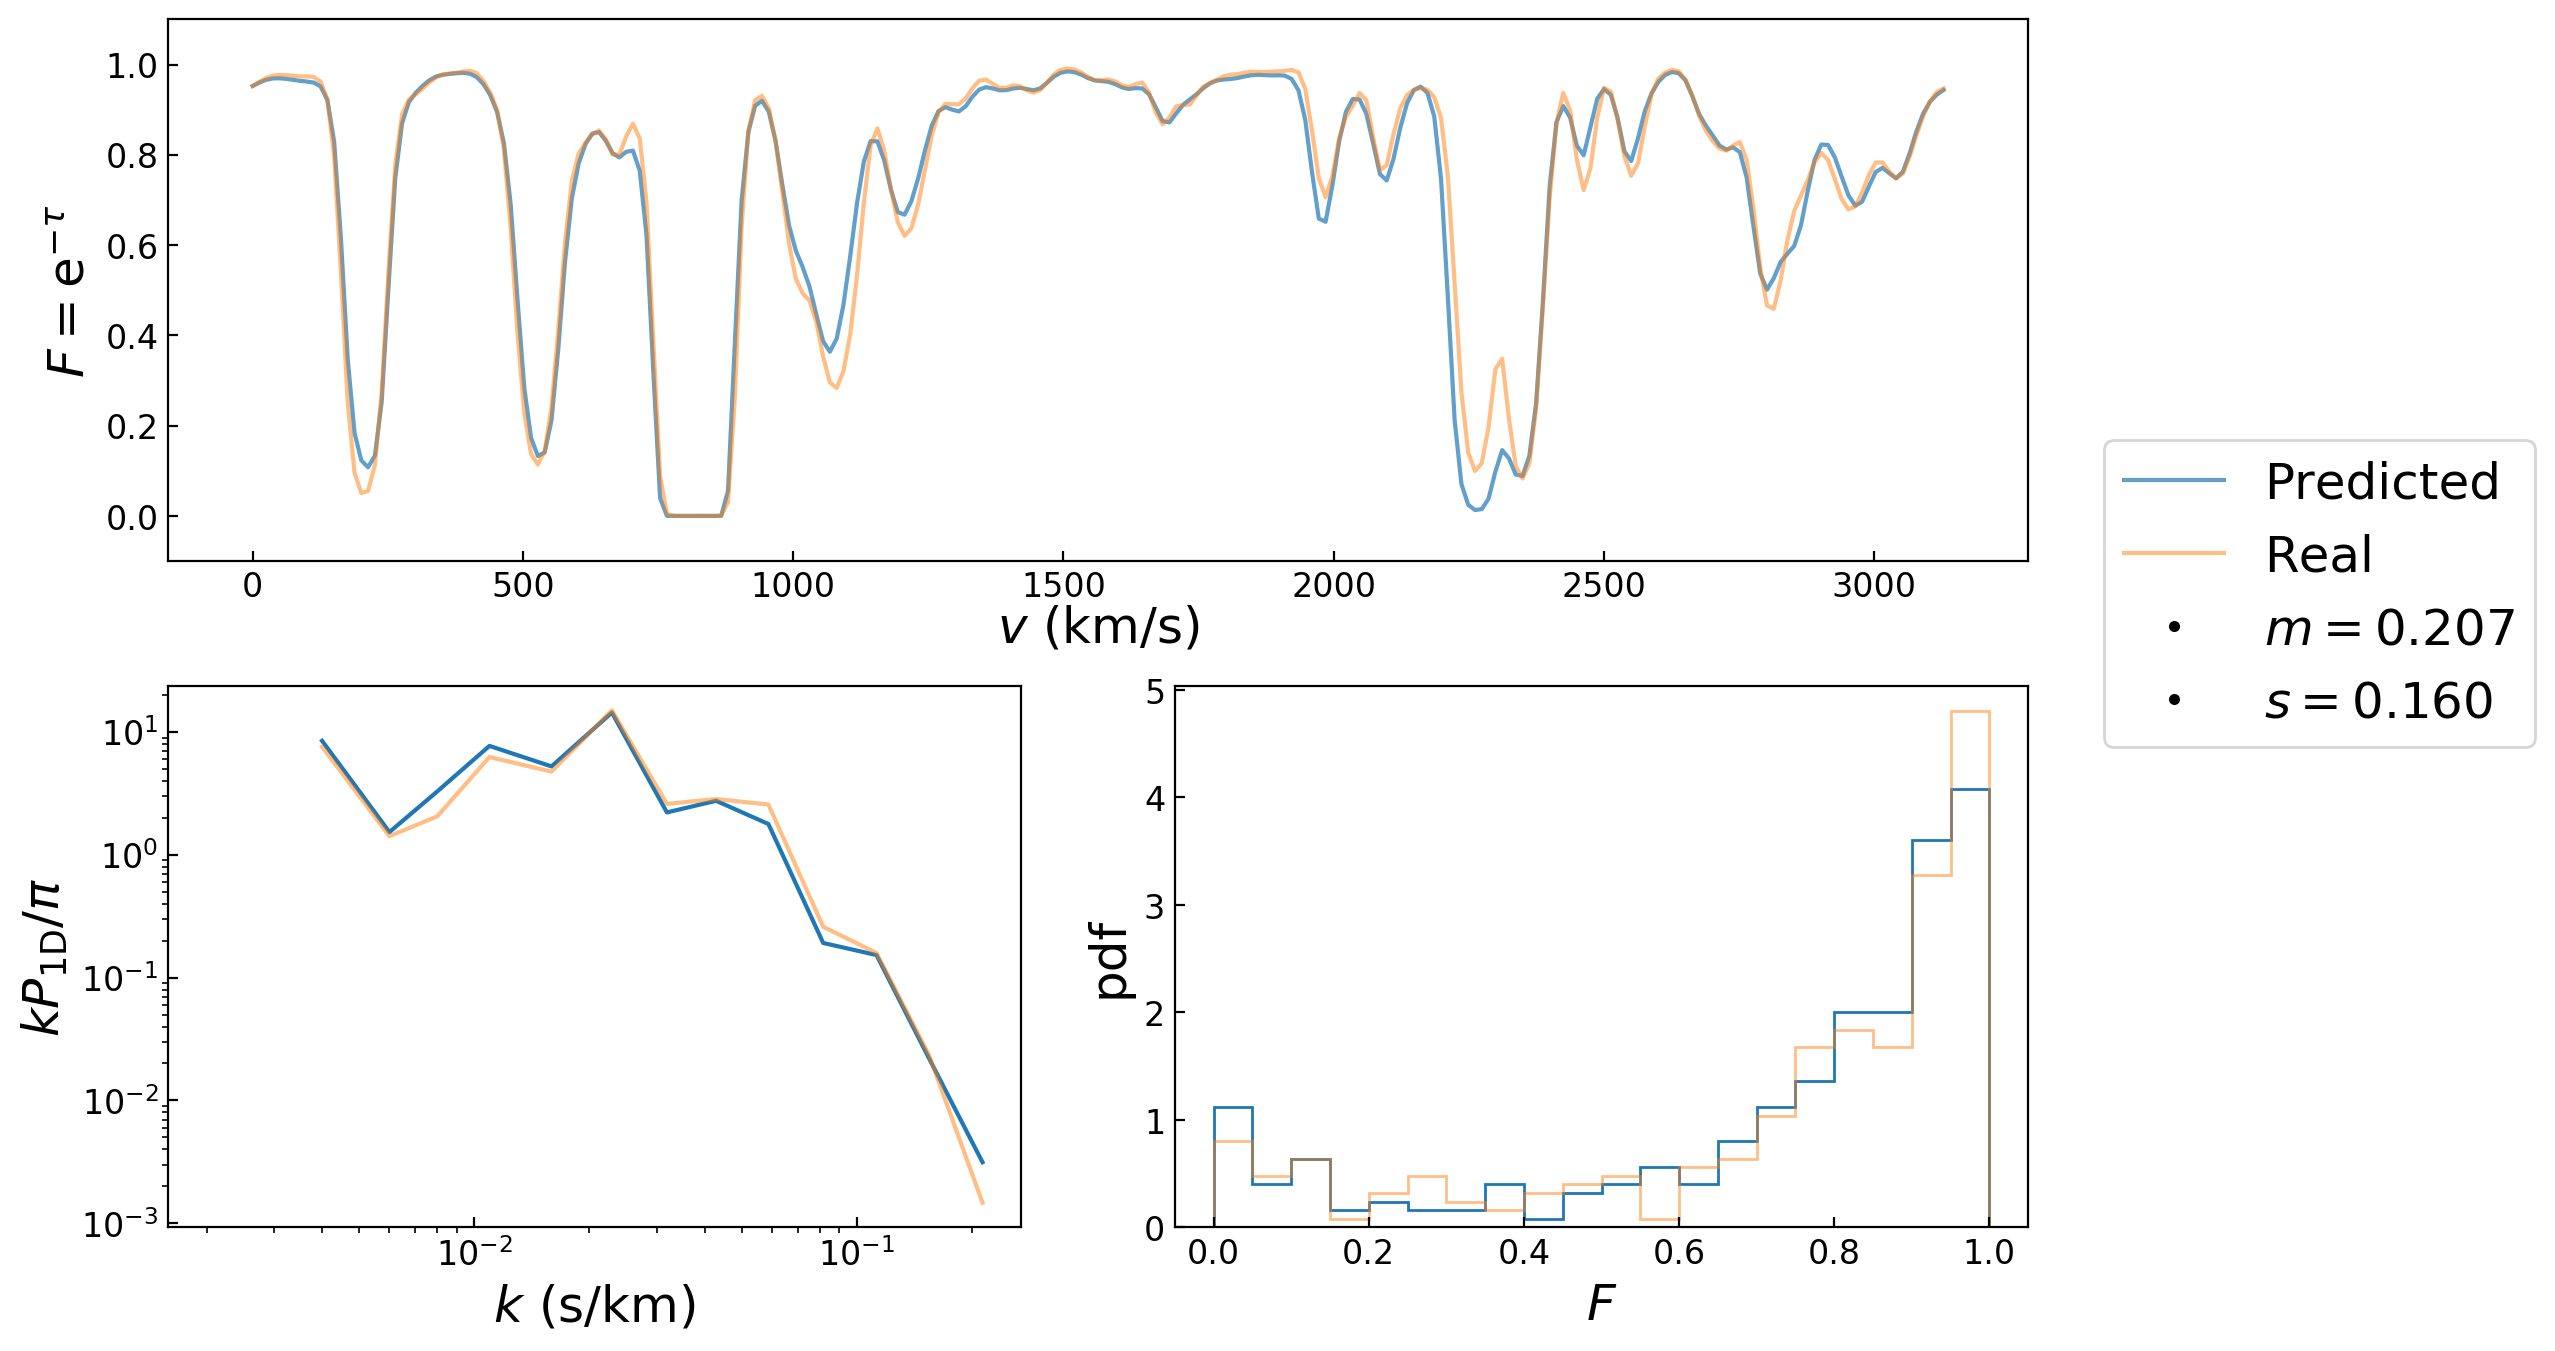 F = e^{−τ}
1.0
0.8
0.6
0.4
0.2
0.0
0 500 1000 1500 2000 2500 3000
v (km/s)
Predicted
Real
m = 0.207
s = 0.160
kP_{1D}/π
10^1
10^0
10^{−1}
10^{−2}
10^{−3}
10^{−2} 10^{−1}
k (s/km)
pdf
5
4
3
2
1
0
0.0 0.2 0.4 0.6 0.8 1.0
F